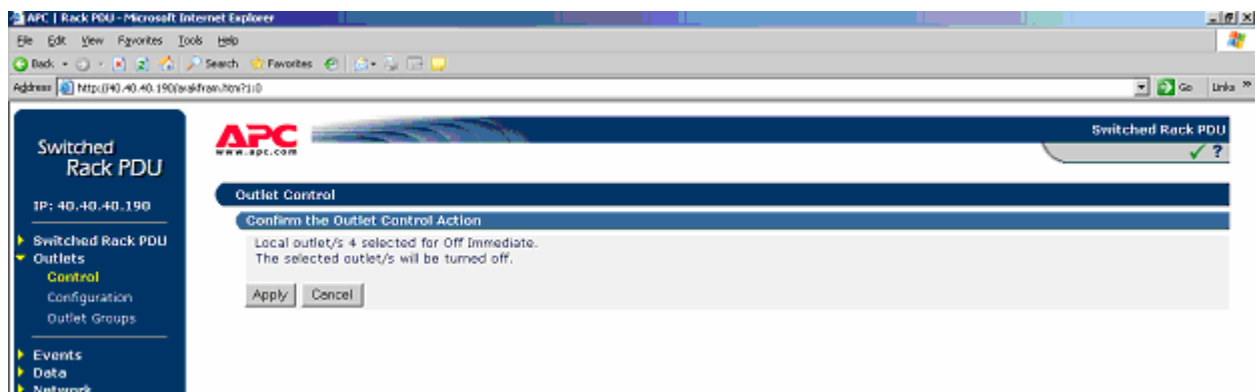 APC | Rack PDU - Microsoft Internet Explorer
File Edit View Favorites Tools Help
Back Search Favorites
Address http://40.40.40.190/ Go Links »
Switched Rack PDU
IP: 40.40.40.190
Switched Rack PDU
Outlets
Control
Configuration
Outlet Groups
Events
Data
Network
APC
www.apc.com
Switched Rack PDU
?
Outlet Control
Confirm the Outlet Control Action
Local outlet/s 4 selected for Off Immediate.
The selected outlet/s will be turned off.
Apply Cancel